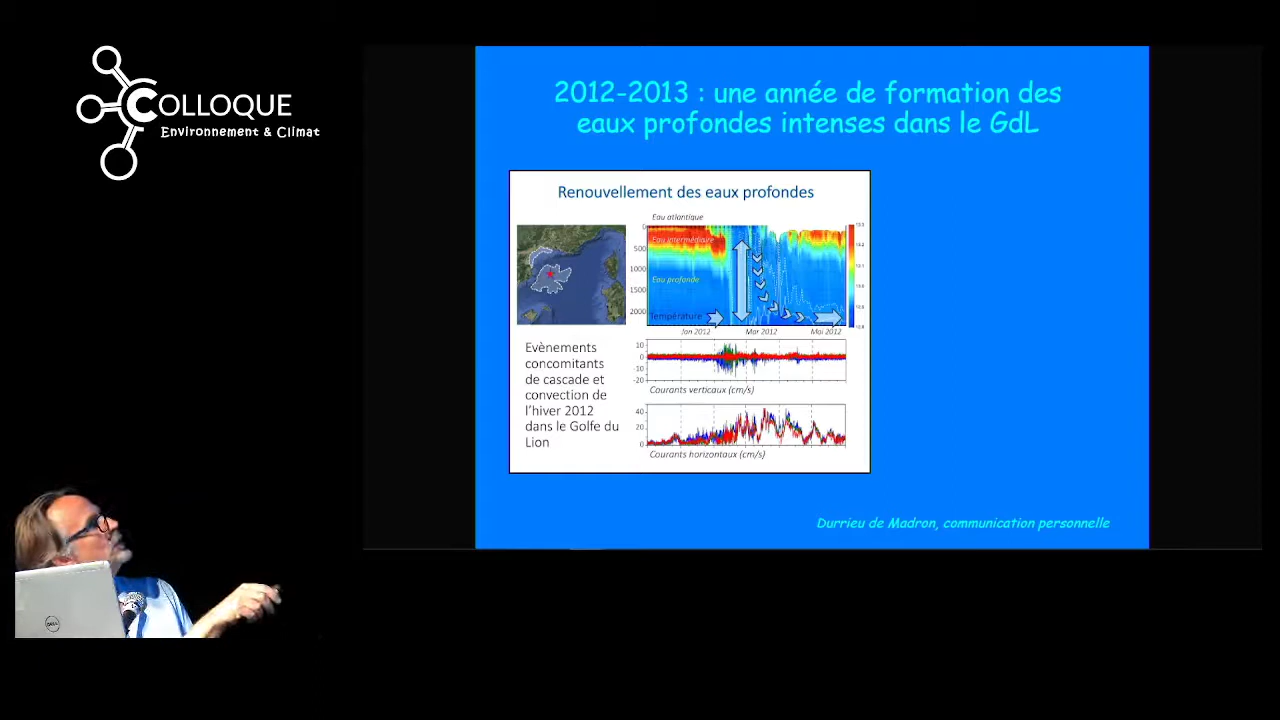 COLLOQUE
Environnement & Climat
2012-2013 : une année de formation des
eaux profondes intenses dans le GdL
Renouvellement des eaux profondes
Eau atlantique
0
Eau intermédiaire
500
1000
Eau profonde
1500
2000
Température
Jan 2012 Mar 2012 Mai 2012
Evènements
concomitants
de cascade et
convection de
l'hiver 2012
dans le Golfe du
Lion
10
0
-10
-20
Courants verticaux (cm/s)
40
20
0
Courants horizontaux (cm/s)
Durrieu de Madron, communication personnelle
DELL